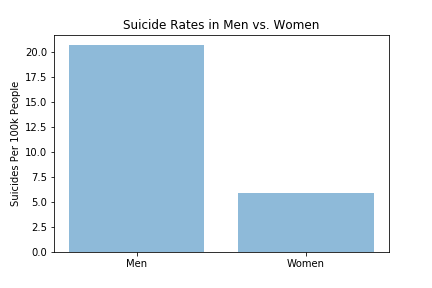 Suicide Rates in Men vs. Women
Suicides Per 100k People
20.0
17.5
15.0
12.5
10.0
7.5
5.0
2.5
0.0
Men
Women